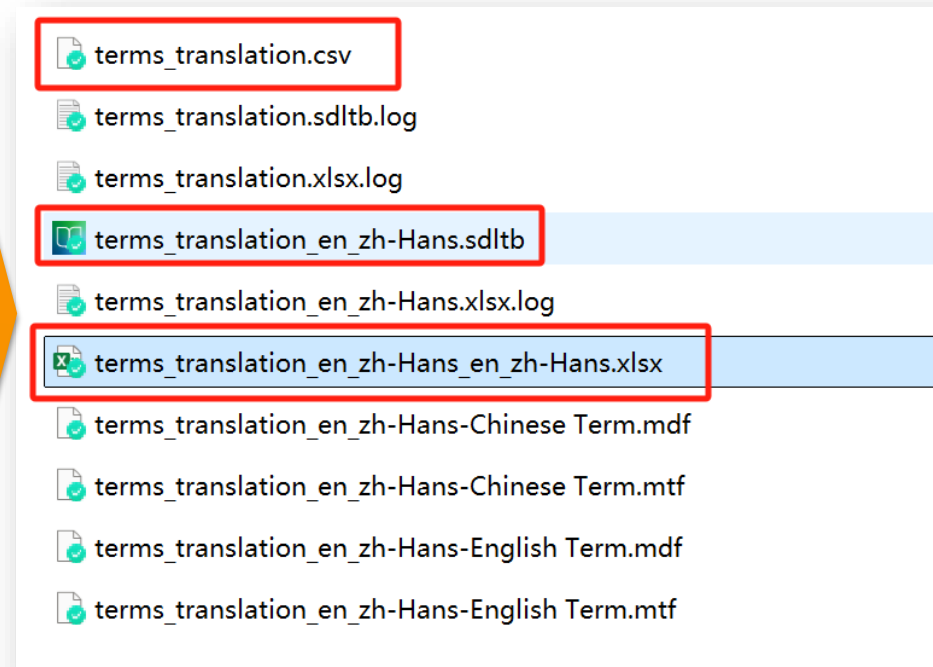 terms_translation.csv
terms_translation.sdltb.log
terms_translation.xlsx.log
terms_translation_en_zh-Hans.sdltb
terms_translation_en_zh-Hans.xlsx.log
terms_translation_en_zh-Hans_en_zh-Hans.xlsx
terms_translation_en_zh-Hans-Chinese Term.mdf
terms_translation_en_zh-Hans-Chinese Term.mtf
terms_translation_en_zh-Hans-English Term.mdf
terms_translation_en_zh-Hans-English Term.mtf